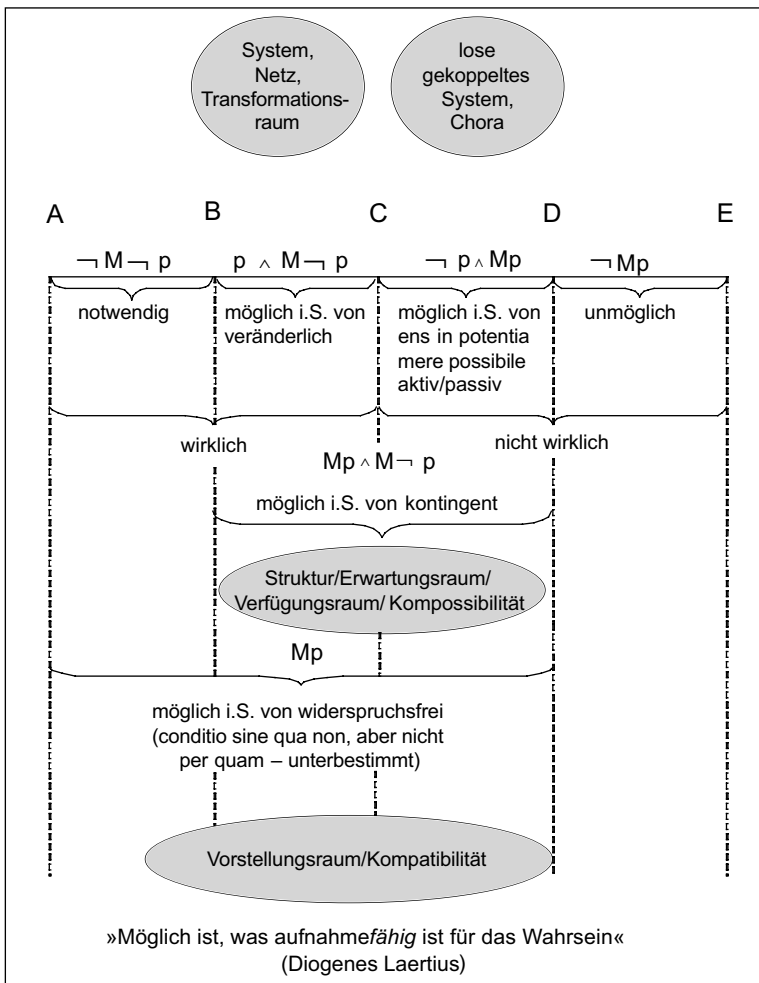 System,
Netz,
Transformations-
raum
lose
gekoppeltes
System,
Chora
A B C D E
¬ M ¬ p p ∧ M ¬ p ¬ p ∧ Mp ¬ Mp
notwendig
möglich i.S. von
veränderlich
möglich i.S. von
ens in potentia
mere possibile
aktiv/passiv
unmöglich
wirklich
nicht wirklich
Mp ∧ M ¬ p
möglich i.S. von kontingent
Struktur/Erwartungsraum/
Verfügungsraum/ Kompossibilität
Mp
möglich i.S. von widerspruchsfrei
(conditio sine qua non, aber nicht
per quam – unterbestimmt)
Vorstellungsraum/Kompatibilität
»Möglich ist, was aufnahmefähig ist für das Wahrsein«
(Diogenes Laertius)